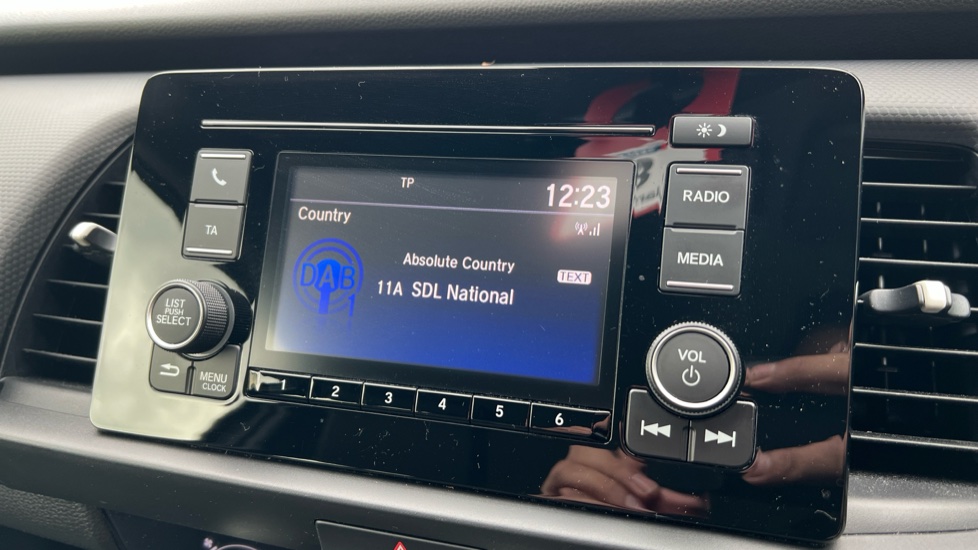 TP
12:23
Country
DAB
1
Absolute Country
TEXT
11A SDL National
TA
LIST
PUSH
SELECT
MENU
CLOCK
1 2 3 4 5 6
RADIO
MEDIA
VOL